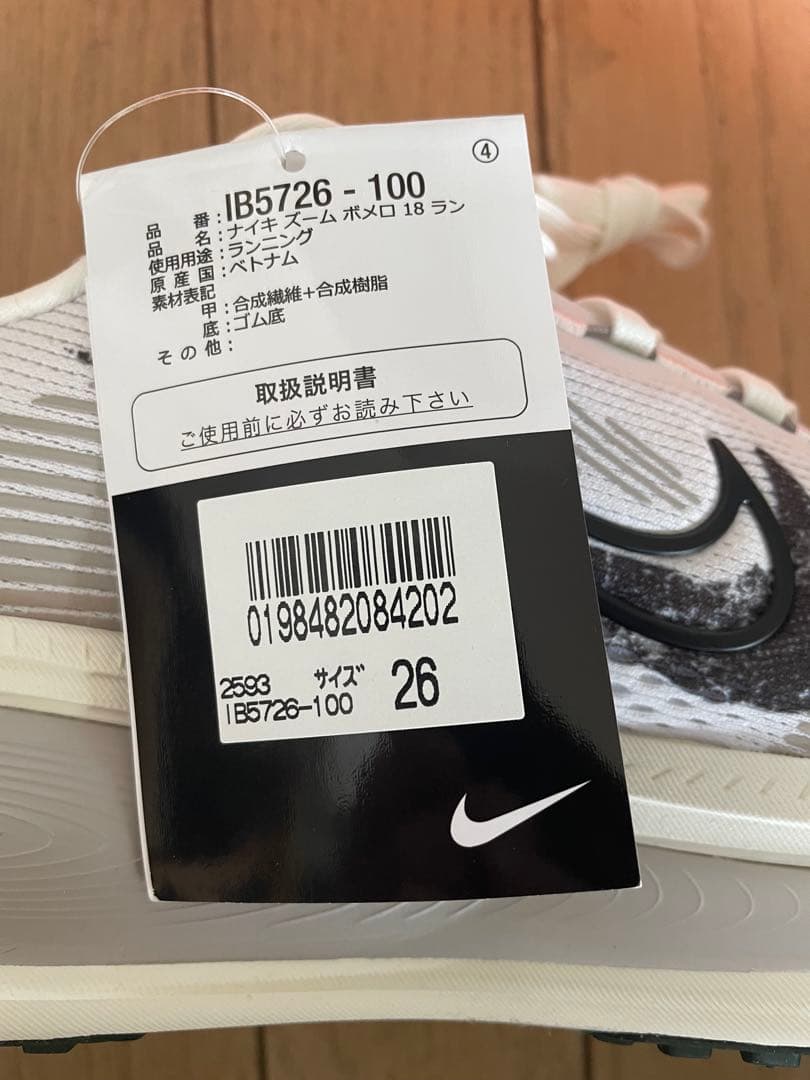 ④
品番:IB5726 - 100
品名:ナイキ ズーム ボメロ 18 ラン
使用用途:ランニング
原産国:ベトナム
素材表記
甲:合成繊維+合成樹脂
底:ゴム底
その他:
取扱説明書
ご使用前に必ずお読み下さい
0198482084202
2593 サイズ 26
IB5726-100